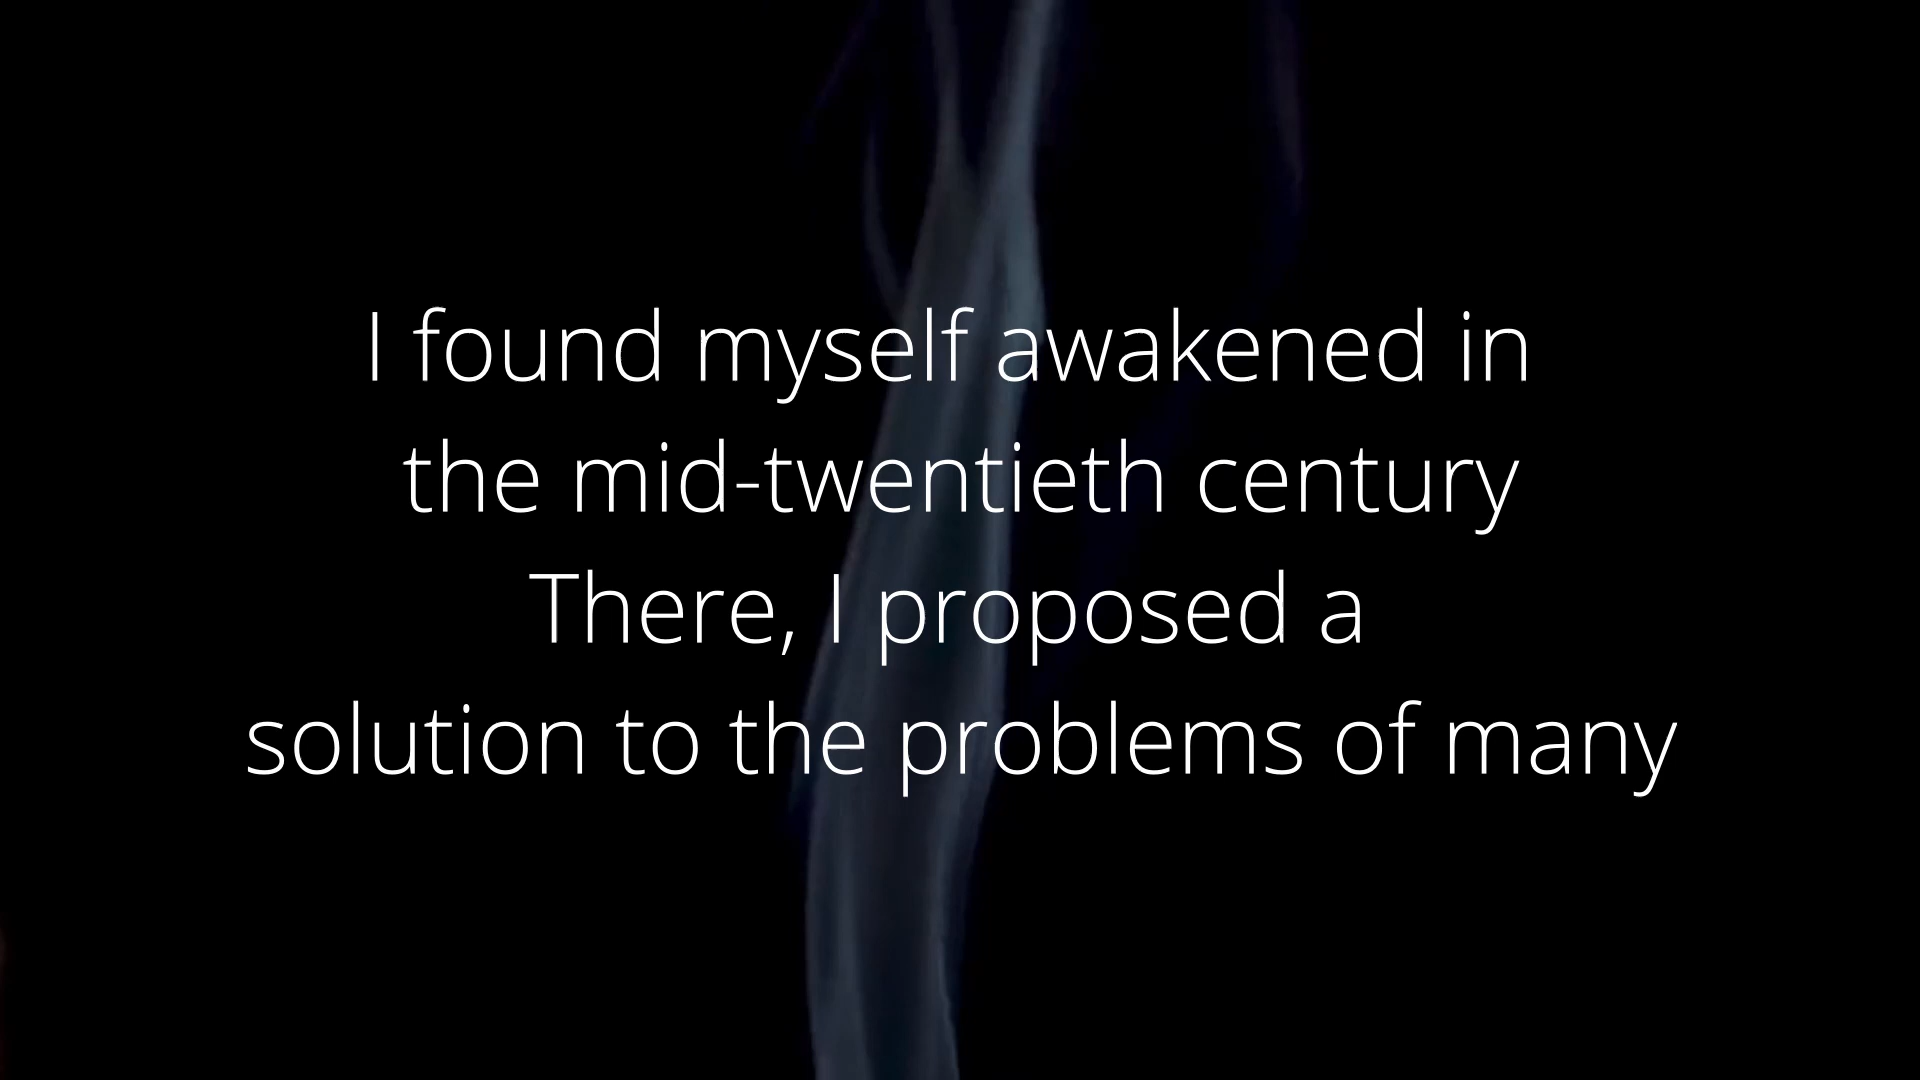 I found myself awakened in
the mid-twentieth century
There, I proposed a
solution to the problems of many